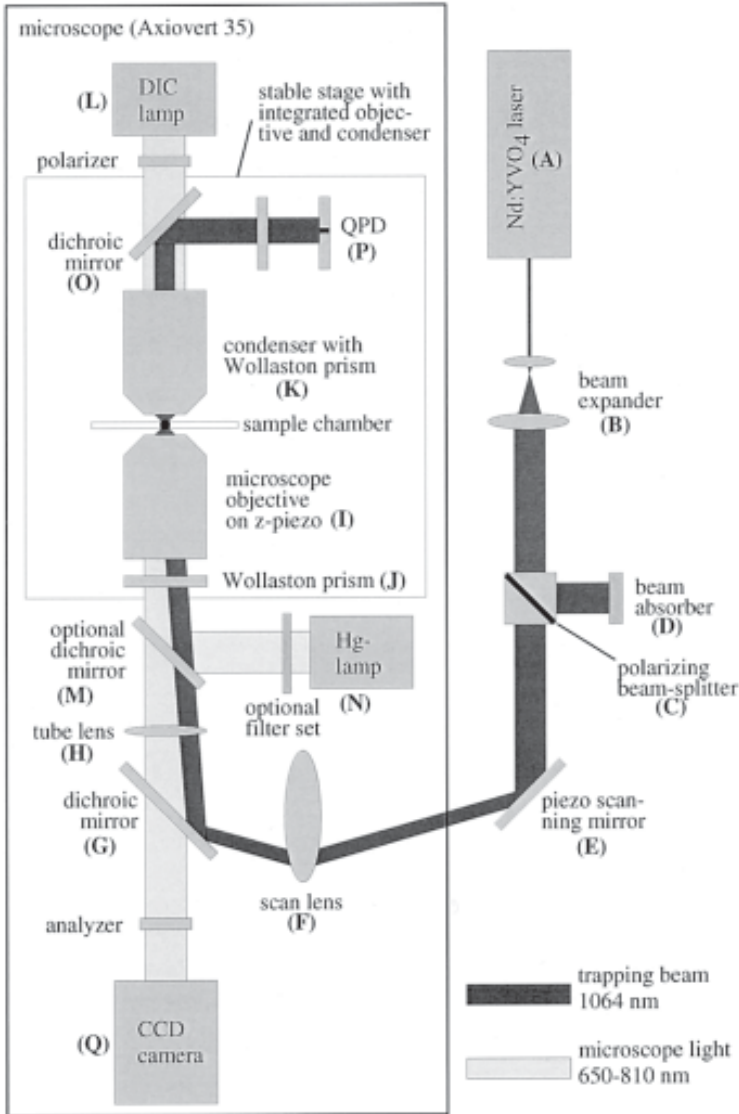 microscope (Axiovert 35)
DIC
lamp
(L)
stable stage with
integrated objec-
tive and condenser
polarizer
Nd:YVO4 laser
(A)
QPD
(P)
dichroic
mirror
(O)
condenser with
Wollaston prism
(K)
beam
expander
(B)
sample chamber
microscope
objective
on z-piezo (I)
Wollaston prism (J)
beam
absorber
(D)
optional
dichroic
mirror
(M)
Hg-
lamp
(N)
optional
filter set
polarizing
beam-splitter
(C)
tube lens
(H)
dichroic
mirror
(G)
piezo scan-
ning mirror
(E)
scan lens
(F)
analyzer
CCD
camera
(Q)
trapping beam
1064 nm
microscope light
650-810 nm